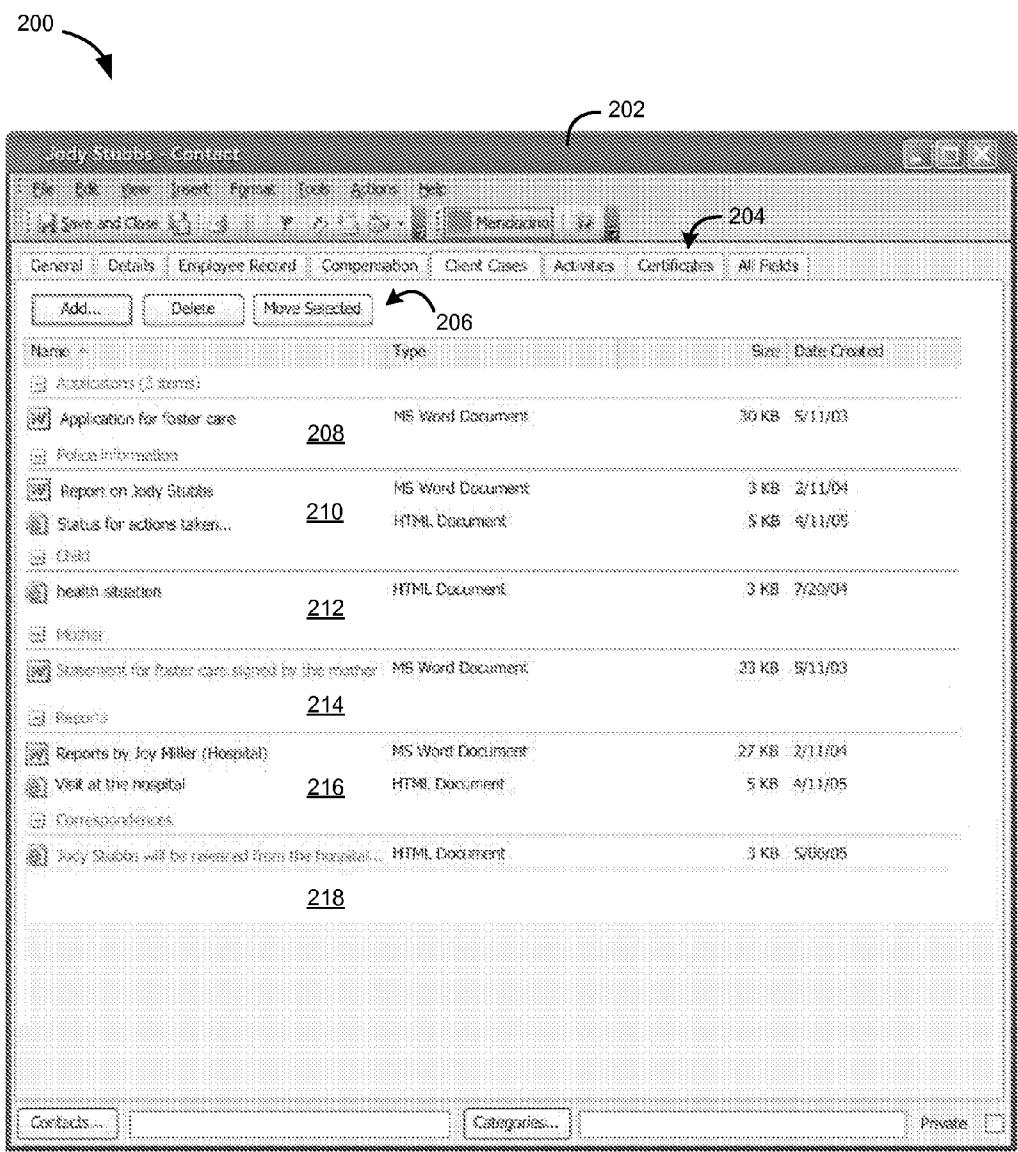 200
202
Jody Stubbs - Contact
File Edit View Insert Format Tools Actions Help
Save and Close Mendocino
204
General Details Employee Record Compensation Client Cases Activities Certificates All Fields
Add... Delete Move Selected
206
Name Type Size Date Created
Applications (2 items)
Application for foster care MS Word Document 30 KB 5/11/03
208
Police information
Report on Jody Stubbs MS Word Document 3 KB 2/11/04
210
Status for actions taken... HTML Document 5 KB 4/11/05
Child
health situation HTML Document 3 KB 7/20/04
212
Mother
Statement for foster care signed by the mother MS Word Document 33 KB 5/11/03
214
Reports
Reports by Joy Miller (Hospital) MS Word Document 27 KB 2/11/04
Visit at the hospital HTML Document 5 KB 4/11/05
216
Correspondences
Jody Stubbs will be released from the hospital... HTML Document 3 KB 5/06/05
218
Contacts... Categories... Private